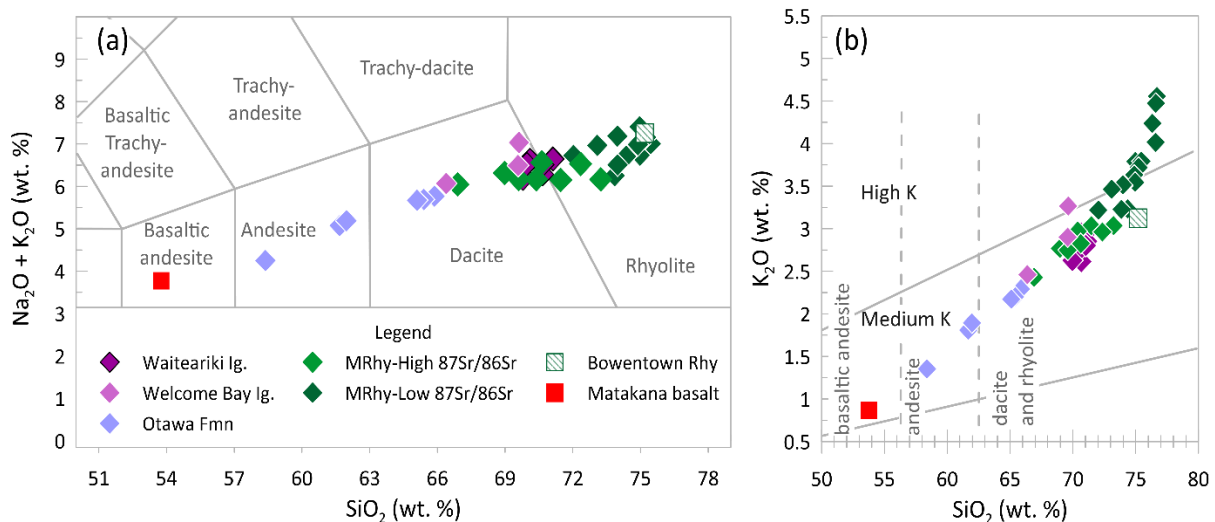 (a)
Na₂O + K₂O (wt. %)
9
8
7
6
5
4
3
2
1
0
Basaltic
Trachy-
andesite
Trachy-
andesite
Trachy-dacite
Basaltic
andesite
Andesite
Dacite
Rhyolite
Legend
Waiteariki Ig.
MRhy-High 87Sr/86Sr
Bowentown Rhy
Welcome Bay Ig.
MRhy-Low 87Sr/86Sr
Matakana basalt
Otawa Fmn
51 54 57 60 63 66 69 72 75 78
SiO₂ (wt. %)
(b)
K₂O (wt. %)
5.5
5
4.5
4
3.5
3
2.5
2
1.5
1
0.5
High K
Medium K
basaltic andesite
andesite
dacite
and rhyolite
50 55 60 65 70 75 80
SiO₂ (wt. %)